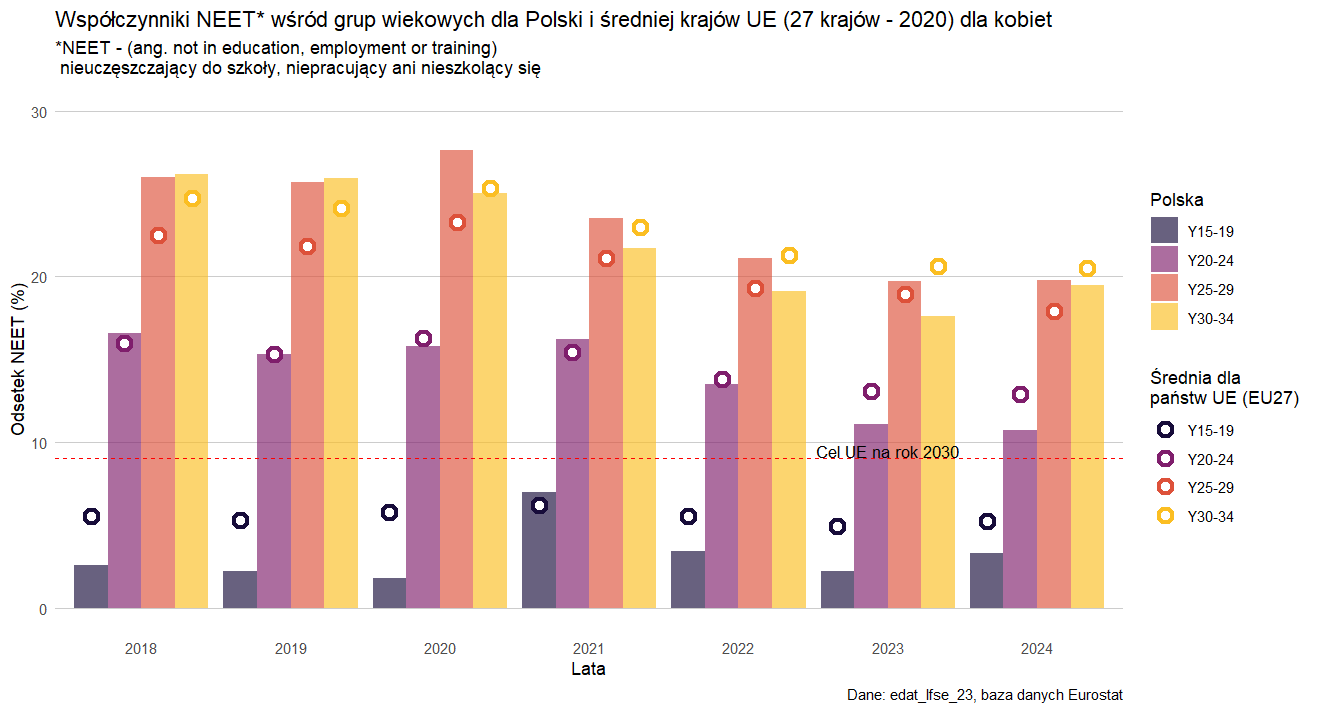 Współczynniki NEET* wśród grup wiekowych dla Polski i średniej krajów UE (27 krajów - 2020) dla kobiet
*NEET - (ang. not in education, employment or training)
nieuczęszczający do szkoły, niepracujący ani nieszkolący się
30
20
10
0
Odsetek NEET (%)
Cel UE na rok 2030
2018
2019
2020
2021
2022
2023
2024
Lata
Polska
Y15-19
Y20-24
Y25-29
Y30-34
Średnia dla
państw UE (EU27)
Y15-19
Y20-24
Y25-29
Y30-34
Dane: edat_lfse_23, baza danych Eurostat